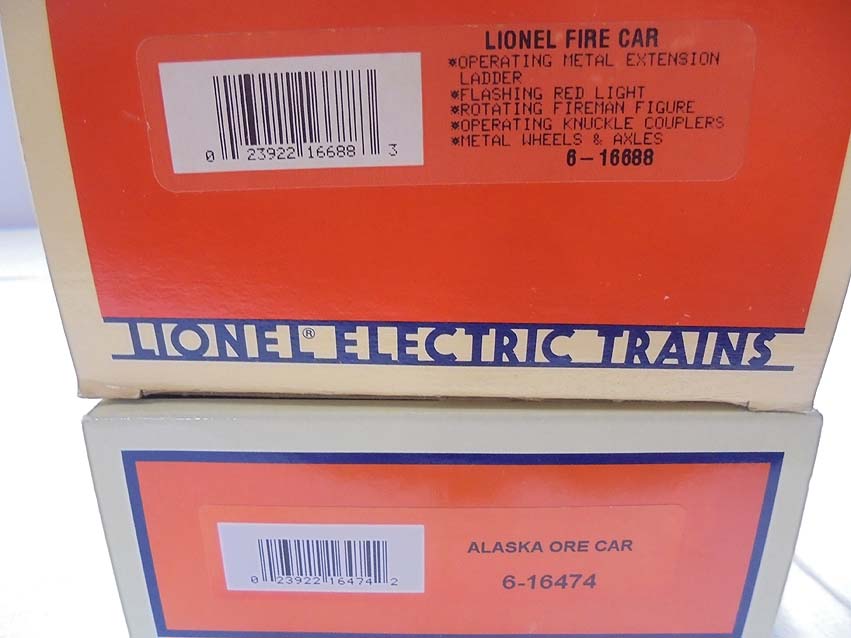 LIONEL FIRE CAR
*OPERATING METAL EXTENSION
LADDER
*FLASHING RED LIGHT
*ROTATING FIREMAN FIGURE
*OPERATING KNUCKLE COUPLERS
*METAL WHEELS & AXLES
6-16688
0 23922 16688 3
LIONEL® ELECTRIC TRAINS
ALASKA ORE CAR
6-16474
0 23922 16474 2